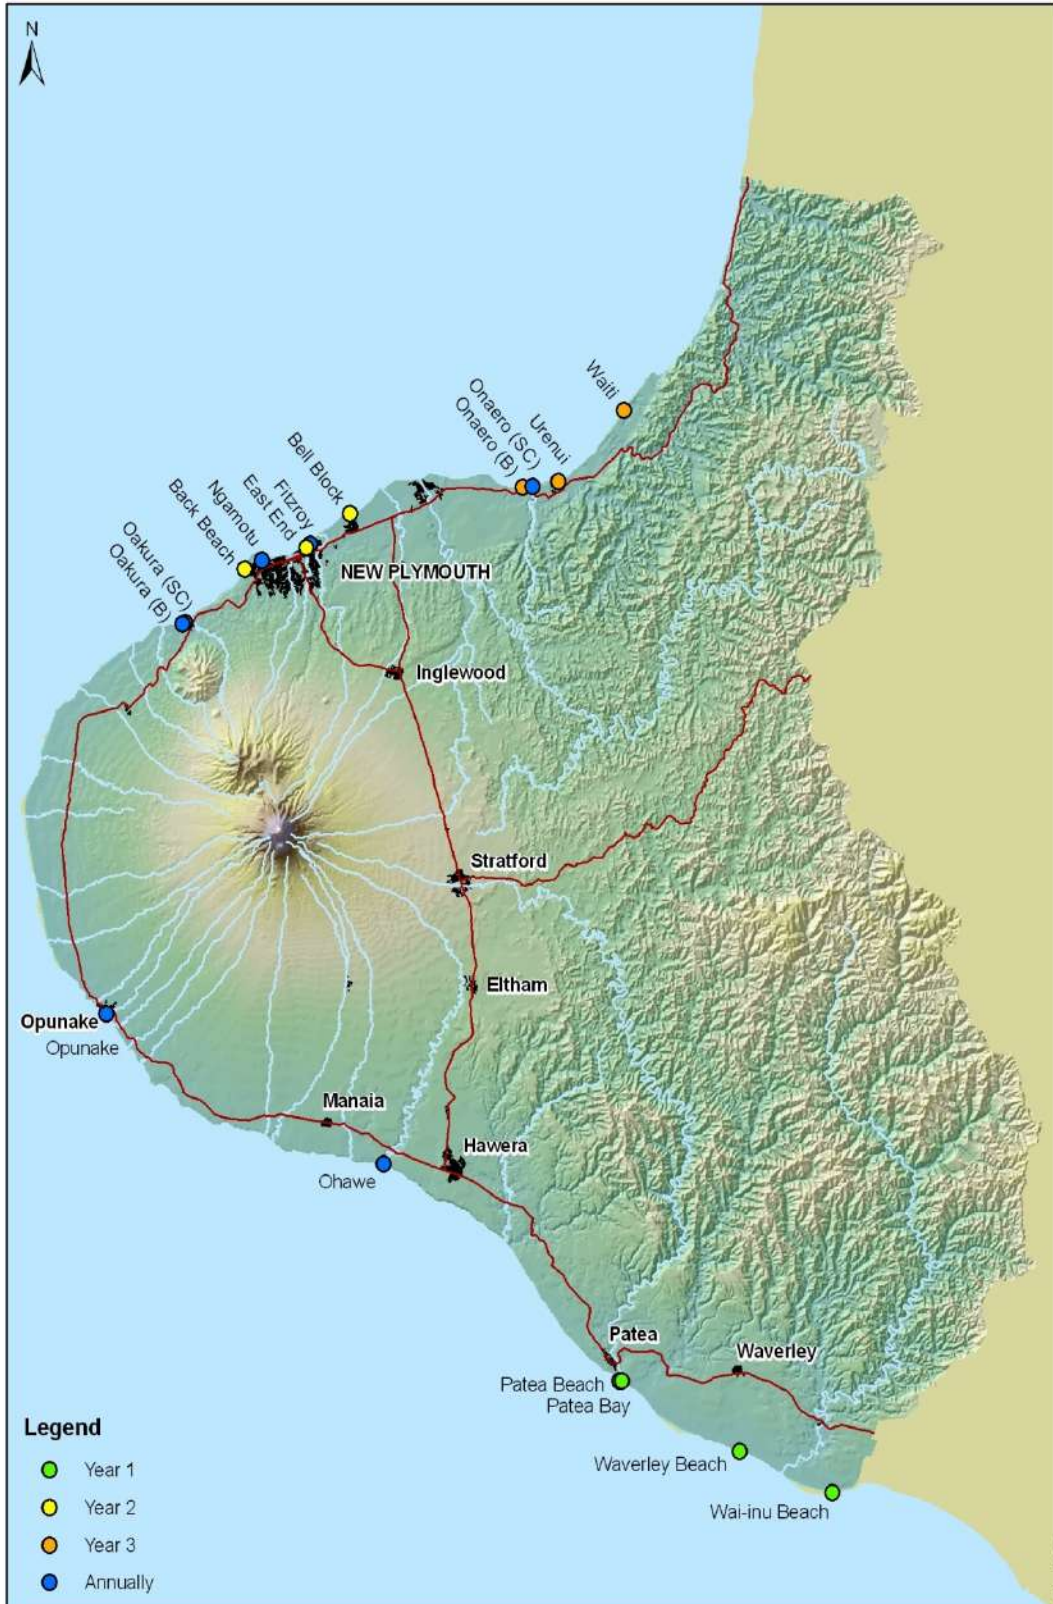 N
Waiti
Onaero (SC)
Onaero (B)
Urenui
Bell Block
Fitzroy
East End
Ngamotu
Back Beach
Oakura (SC)
Oakura (B)
NEW PLYMOUTH
Inglewood
Stratford
Eltham
Opunake
Opunake
Manaia
Hawera
Ohawe
Patea
Waverley
Patea Beach
Patea Bay
Waverley Beach
Wai-inu Beach
Legend
Year 1
Year 2
Year 3
Annually